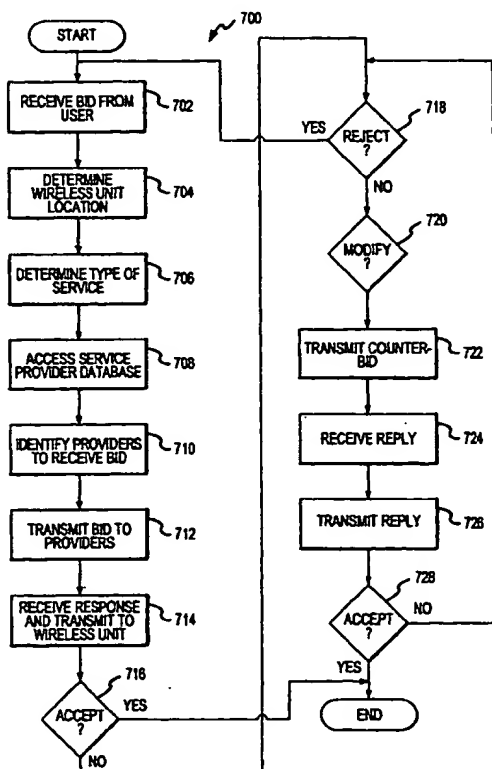 START
700
RECEIVE BID FROM
USER
702
DETERMINE
WIRELESS UNIT
LOCATION
704
DETERMINE TYPE OF
SERVICE
706
ACCESS SERVICE
PROVIDER DATABASE
708
IDENTIFY PROVIDERS
TO RECEIVE BID
710
TRANSMIT BID TO
PROVIDERS
712
RECEIVE RESPONSE
AND TRANSMIT TO
WIRELESS UNIT
714
716
ACCEPT
?
YES
NO
718
YES
REJECT
?
NO
720
MODIFY
?
TRANSMIT COUNTER-
BID
722
RECEIVE REPLY
724
TRANSMIT REPLY
726
728
ACCEPT
?
NO
YES
END